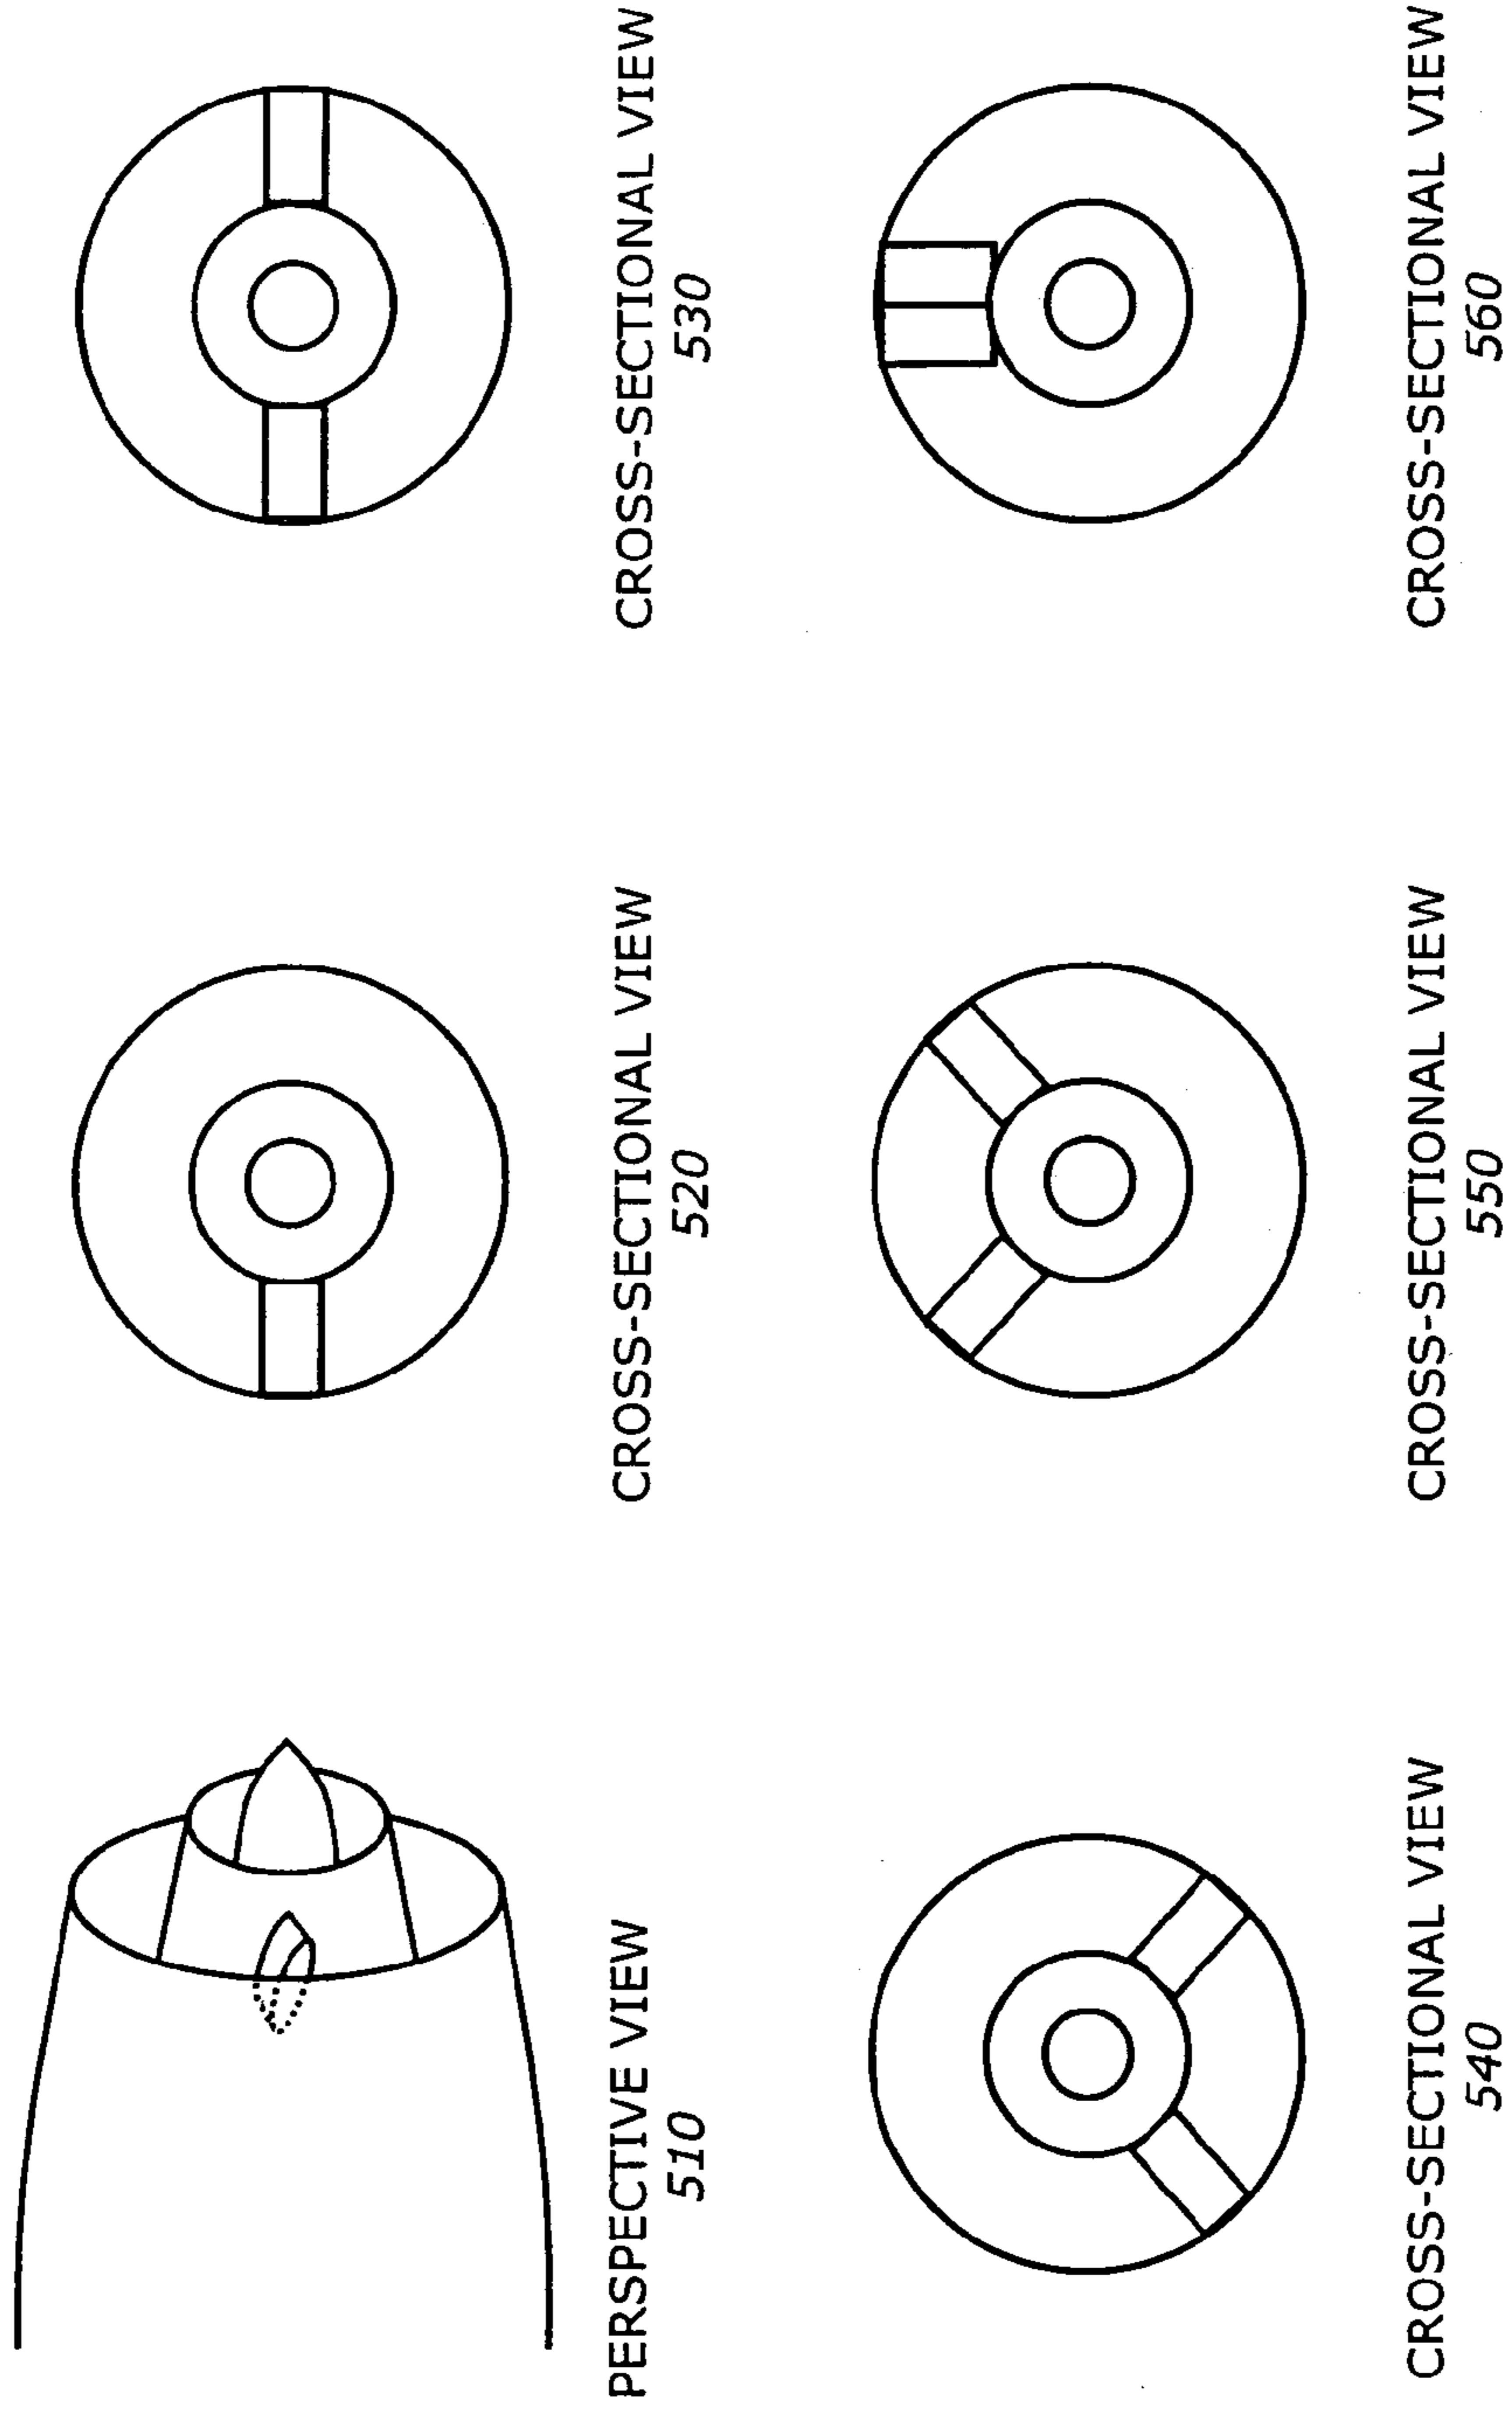 PERSPECTIVE VIEW
510
CROSS-SECTIONAL VIEW
520
CROSS-SECTIONAL VIEW
530
CROSS-SECTIONAL VIEW
540
CROSS-SECTIONAL VIEW
550
CROSS-SECTIONAL VIEW
560